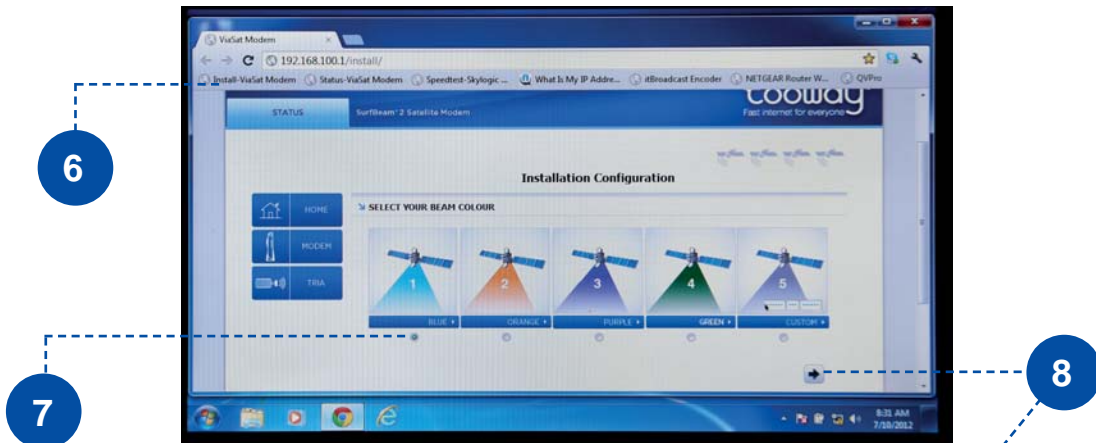 ViaSat Modem
192.168.100.1/install/
Install-ViaSat Modem Status-ViaSat Modem Speedtest-Skylogic ... What Is My IP Addre... itBroadcast Encoder NETGEAR Router W... QVPro
STATUS SurfBeam® 2 Satellite Modem tooway
Fast internet for everyone
6
Installation Configuration
HOME
SELECT YOUR BEAM COLOUR
MODEM
TRIA
1 2 3 4 5
BLUE ORANGE PURPLE GREEN CUSTOM
8
7
8:31 AM
7/10/2012